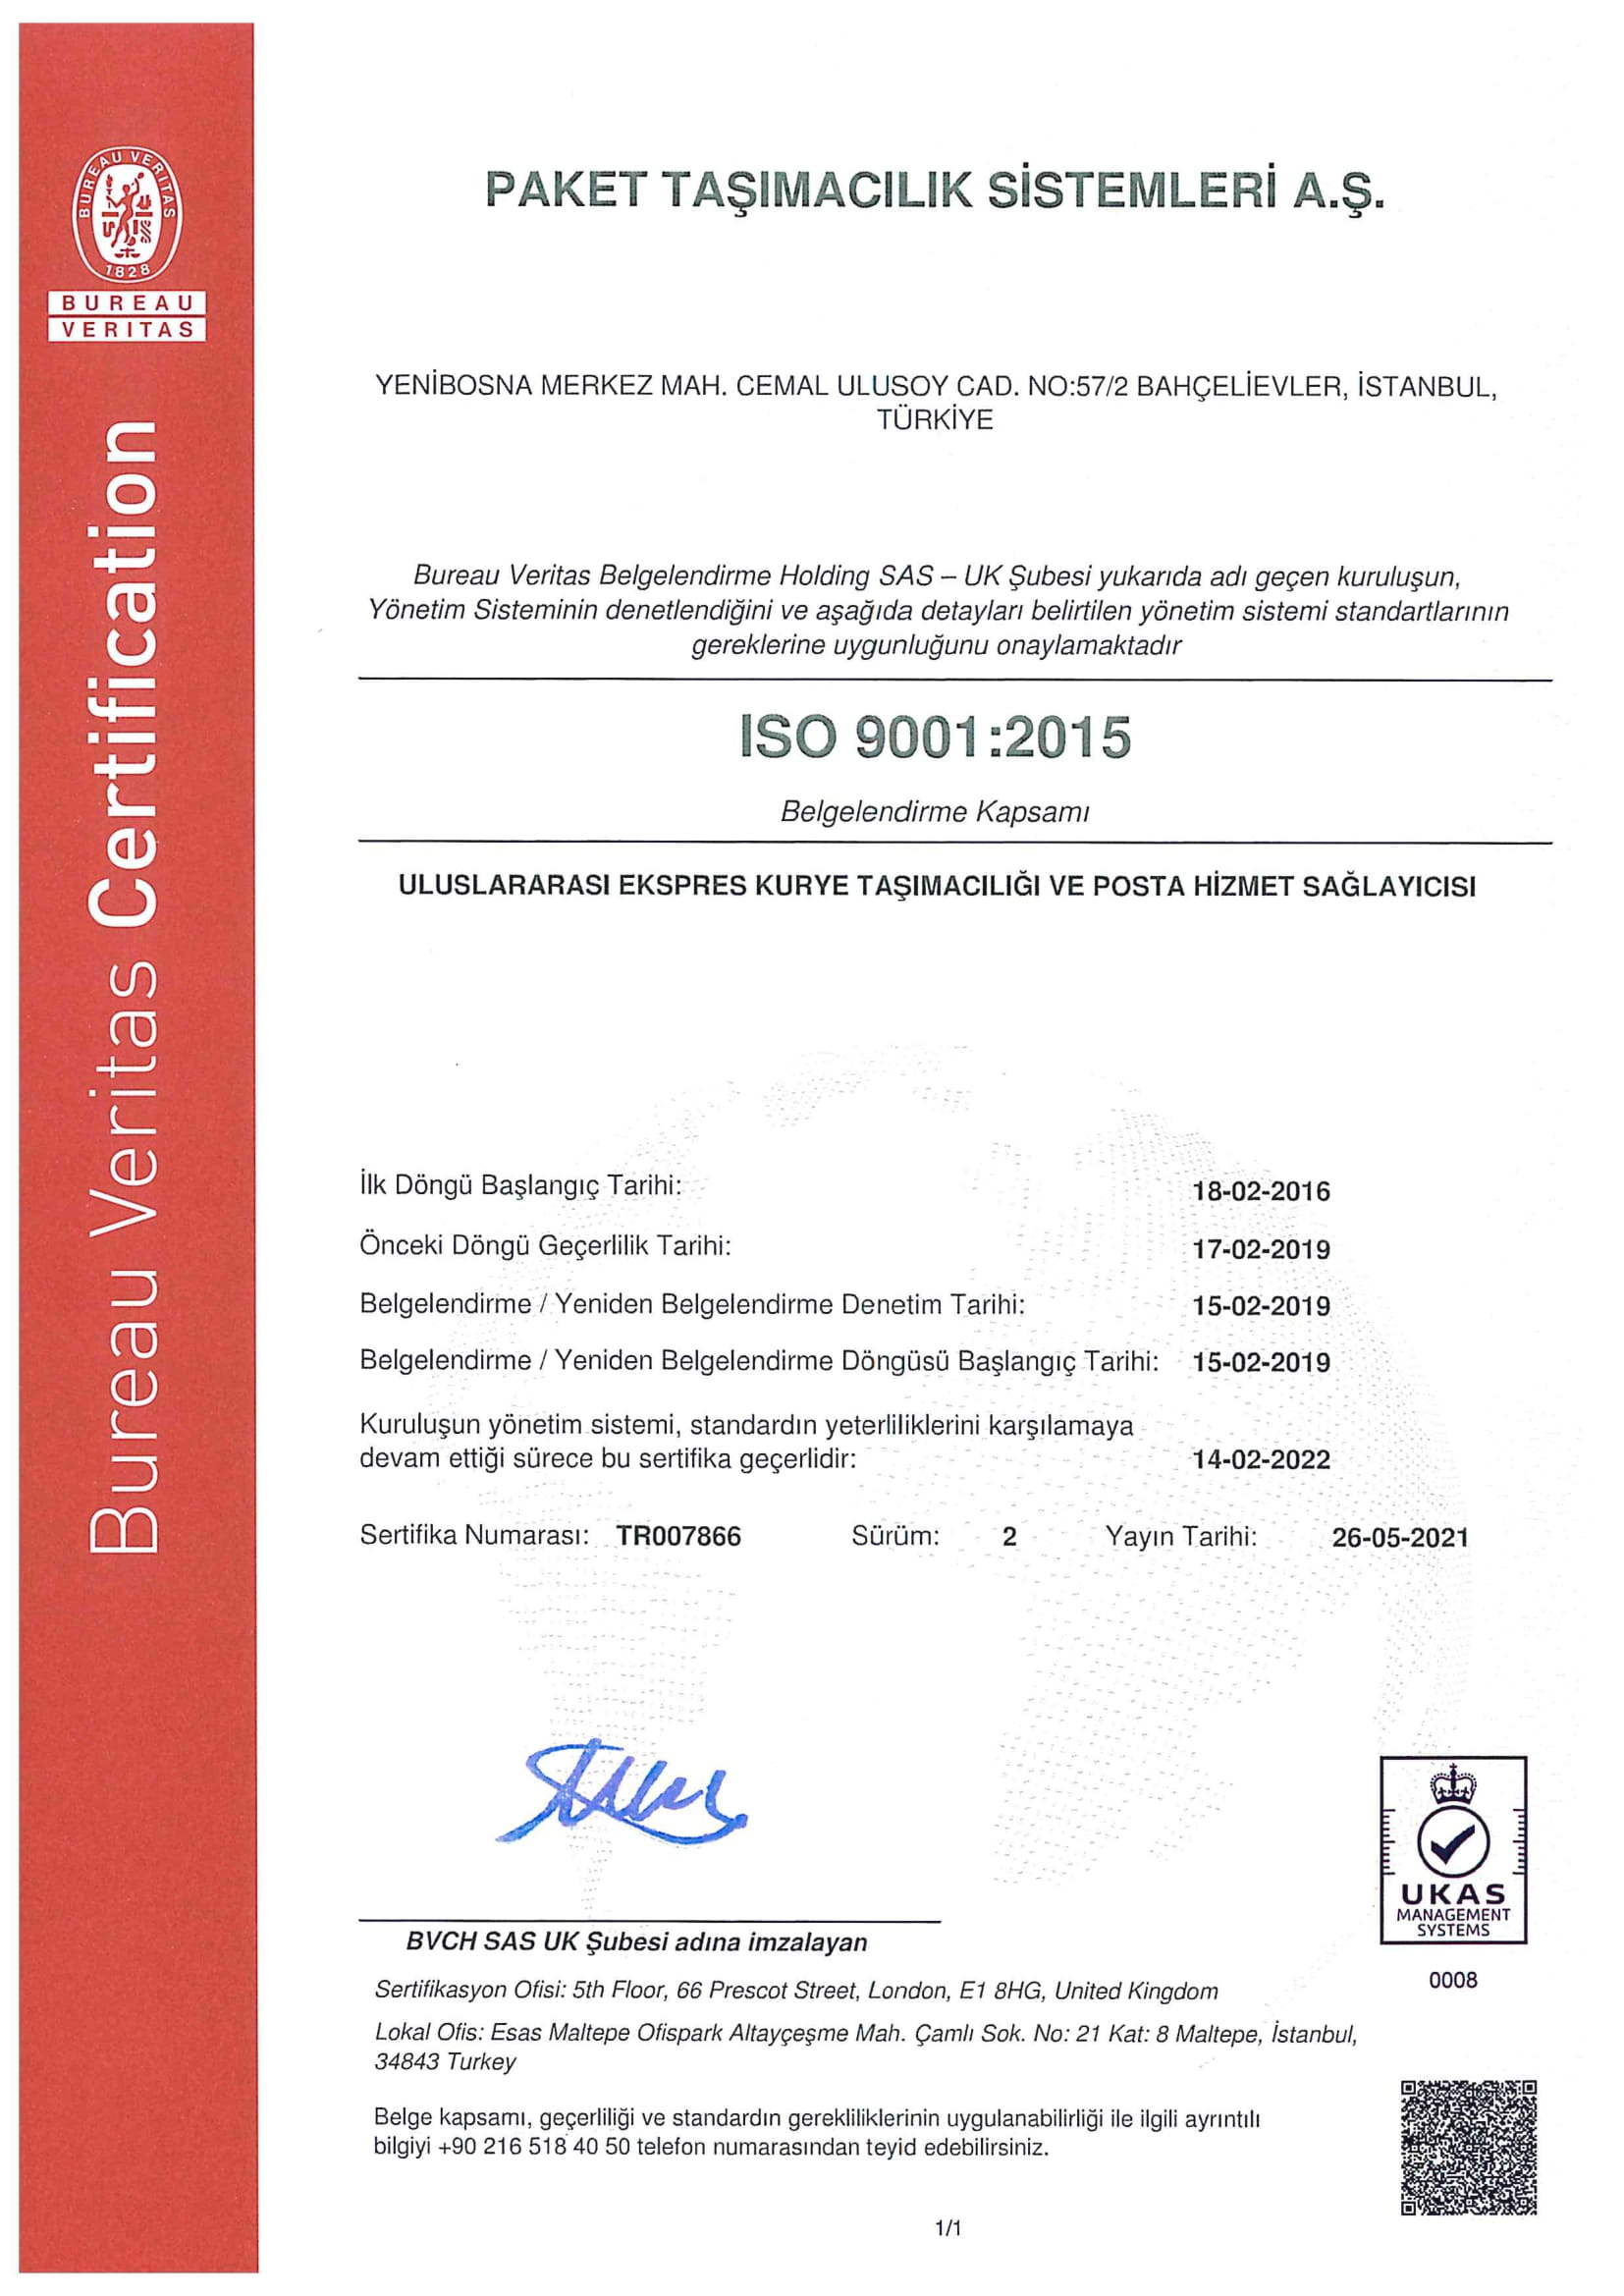 BUREAU VERITAS
1828
BUREAU
VERITAS
Bureau Veritas Certification
PAKET TAŞIMACILIK SİSTEMLERİ A.Ş.
YENİBOSNA MERKEZ MAH. CEMAL ULUSOY CAD. NO:57/2 BAHÇELİEVLER, İSTANBUL,
TÜRKİYE
Bureau Veritas Belgelendirme Holding SAS – UK Şubesi yukarıda adı geçen kuruluşun,
Yönetim Sisteminin denetlendiğini ve aşağıda detayları belirtilen yönetim sistemi standartlarının
gereklerine uygunluğunu onaylamaktadır
ISO 9001:2015
Belgelendirme Kapsamı
ULUSLARARASI EKSPRES KURYE TAŞIMACILIĞI VE POSTA HİZMET SAĞLAYICISI
İlk Döngü Başlangıç Tarihi: 18-02-2016
Önceki Döngü Geçerlilik Tarihi: 17-02-2019
Belgelendirme / Yeniden Belgelendirme Denetim Tarihi: 15-02-2019
Belgelendirme / Yeniden Belgelendirme Döngüsü Başlangıç Tarihi: 15-02-2019
Kuruluşun yönetim sistemi, standardın yeterliliklerini karşılamaya
devam ettiği sürece bu sertifika geçerlidir: 14-02-2022
Sertifika Numarası: TR007866 Sürüm: 2 Yayın Tarihi: 26-05-2021
BVCH SAS UK Şubesi adına imzalayan
Sertifikasyon Ofisi: 5th Floor, 66 Prescot Street, London, E1 8HG, United Kingdom
Lokal Ofis: Esas Maltepe Ofispark Altayçeşme Mah. Çamlı Sok. No: 21 Kat: 8 Maltepe, İstanbul,
34843 Turkey
Belge kapsamı, geçerliliği ve standardın gerekliliklerinin uygulanabilirliği ile ilgili ayrıntılı
bilgiyi +90 216 518 40 50 telefon numarasından teyid edebilirsiniz.
UKAS
MANAGEMENT
SYSTEMS
0008
1/1